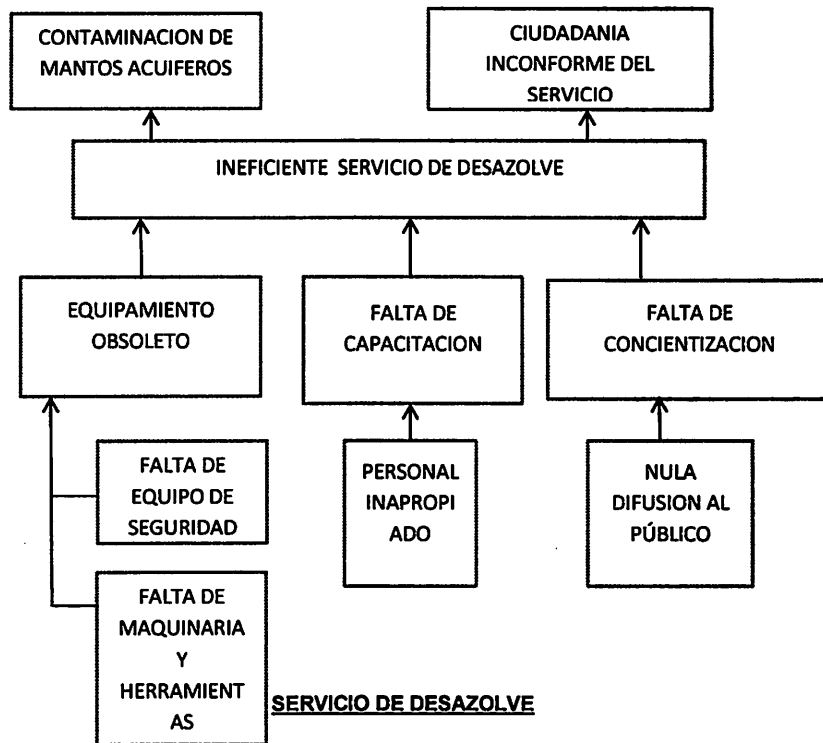 CONTAMINACION DE
MANTOS ACUIFEROS
CIUDADANIA
INCONFORME DEL
SERVICIO
INEFICIENTE SERVICIO DE DESAZOLVE
EQUIPAMIENTO
OBSOLETO
FALTA DE
CAPACITACION
FALTA DE
CONCIENTIZACION
FALTA DE
EQUIPO DE
SEGURIDAD
PERSONAL
INAPROPI
ADO
NULA
DIFUSION AL
PÚBLICO
FALTA DE
MAQUINARIA
Y
HERRAMIENT
AS
SERVICIO DE DESAZOLVE